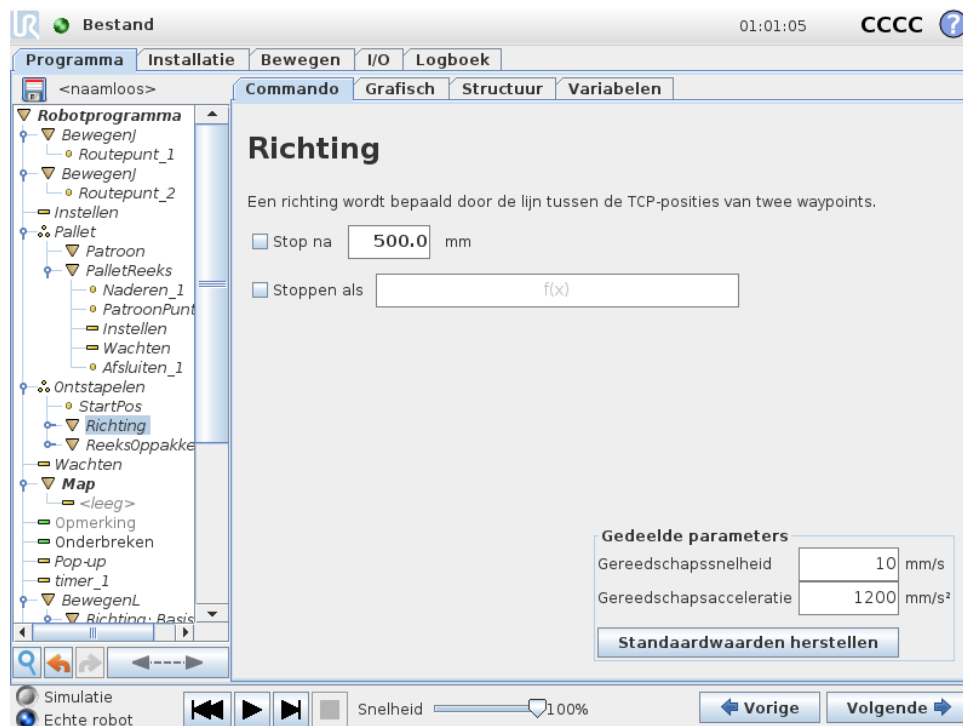 UR Bestand 01:01:05 CCCC ?
Programma Installatie Bewegen I/O Logboek
<naamloos> Commando Grafisch Structuur Variabelen
Robotprogramma
BewegenJ
Routepunt_1
BewegenJ
Routepunt_2
Instellen
Pallet
Patroon
PalletReeks
Naderen_1
PatroonPunt
Instellen
Wachten
Afsluiten_1
Ontstapelen
StartPos
Richting
ReeksOppakke
Wachten
Map
<leeg>
Opmerking
Onderbreken
Pop-up
timer_1
BewegenL
Richting: Basis
Richting
Een richting wordt bepaald door de lijn tussen de TCP-posities van twee waypoints.
Stop na 500.0 mm
Stoppen als f(x)
Gedeelde parameters
Gereedschapssnelheid 10 mm/s
Gereedschapsacceleratie 1200 mm/s²
Standaardwaarden herstellen
Simulatie
Echte robot
Snelheid 100%
Vorige Volgende